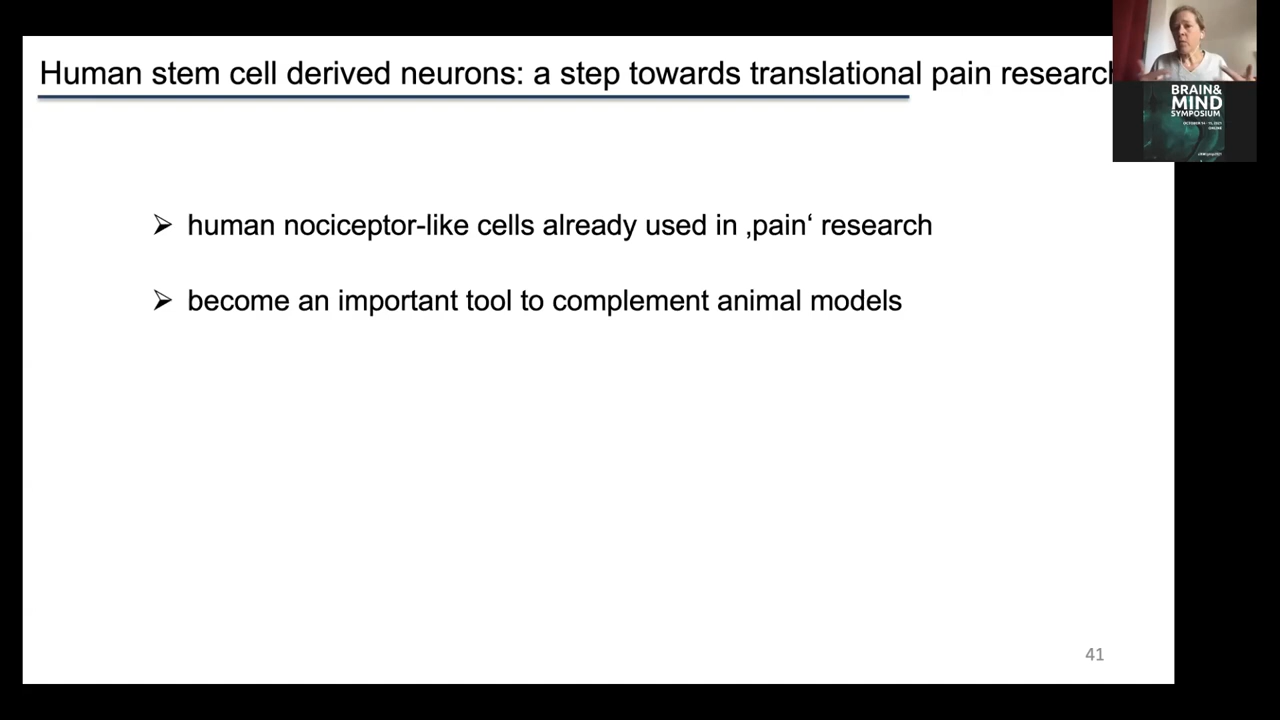 Human stem cell derived neurons: a step towards translational pain research
BRAIN&
MIND
SYMPOSIUM
ONLINE
➢ human nociceptor-like cells already used in ‚pain‘ research
➢ become an important tool to complement animal models
41